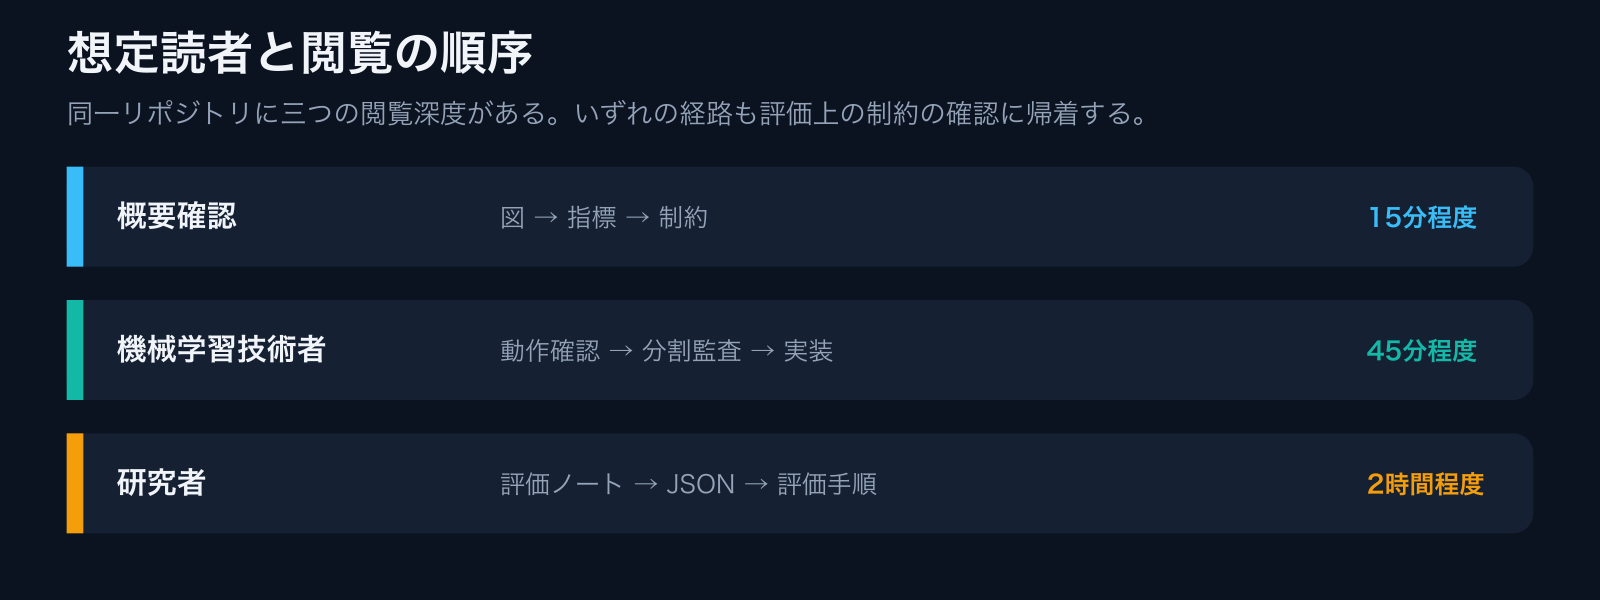 想定読者と閲覧の順序
同一リポジトリに三つの閲覧深度がある。いずれの経路も評価上の制約の確認に帰着する。
概要確認 図 → 指標 → 制約 15分程度
機械学習技術者 動作確認 → 分割監査 → 実装 45分程度
研究者 評価ノート → JSON → 評価手順 2時間程度